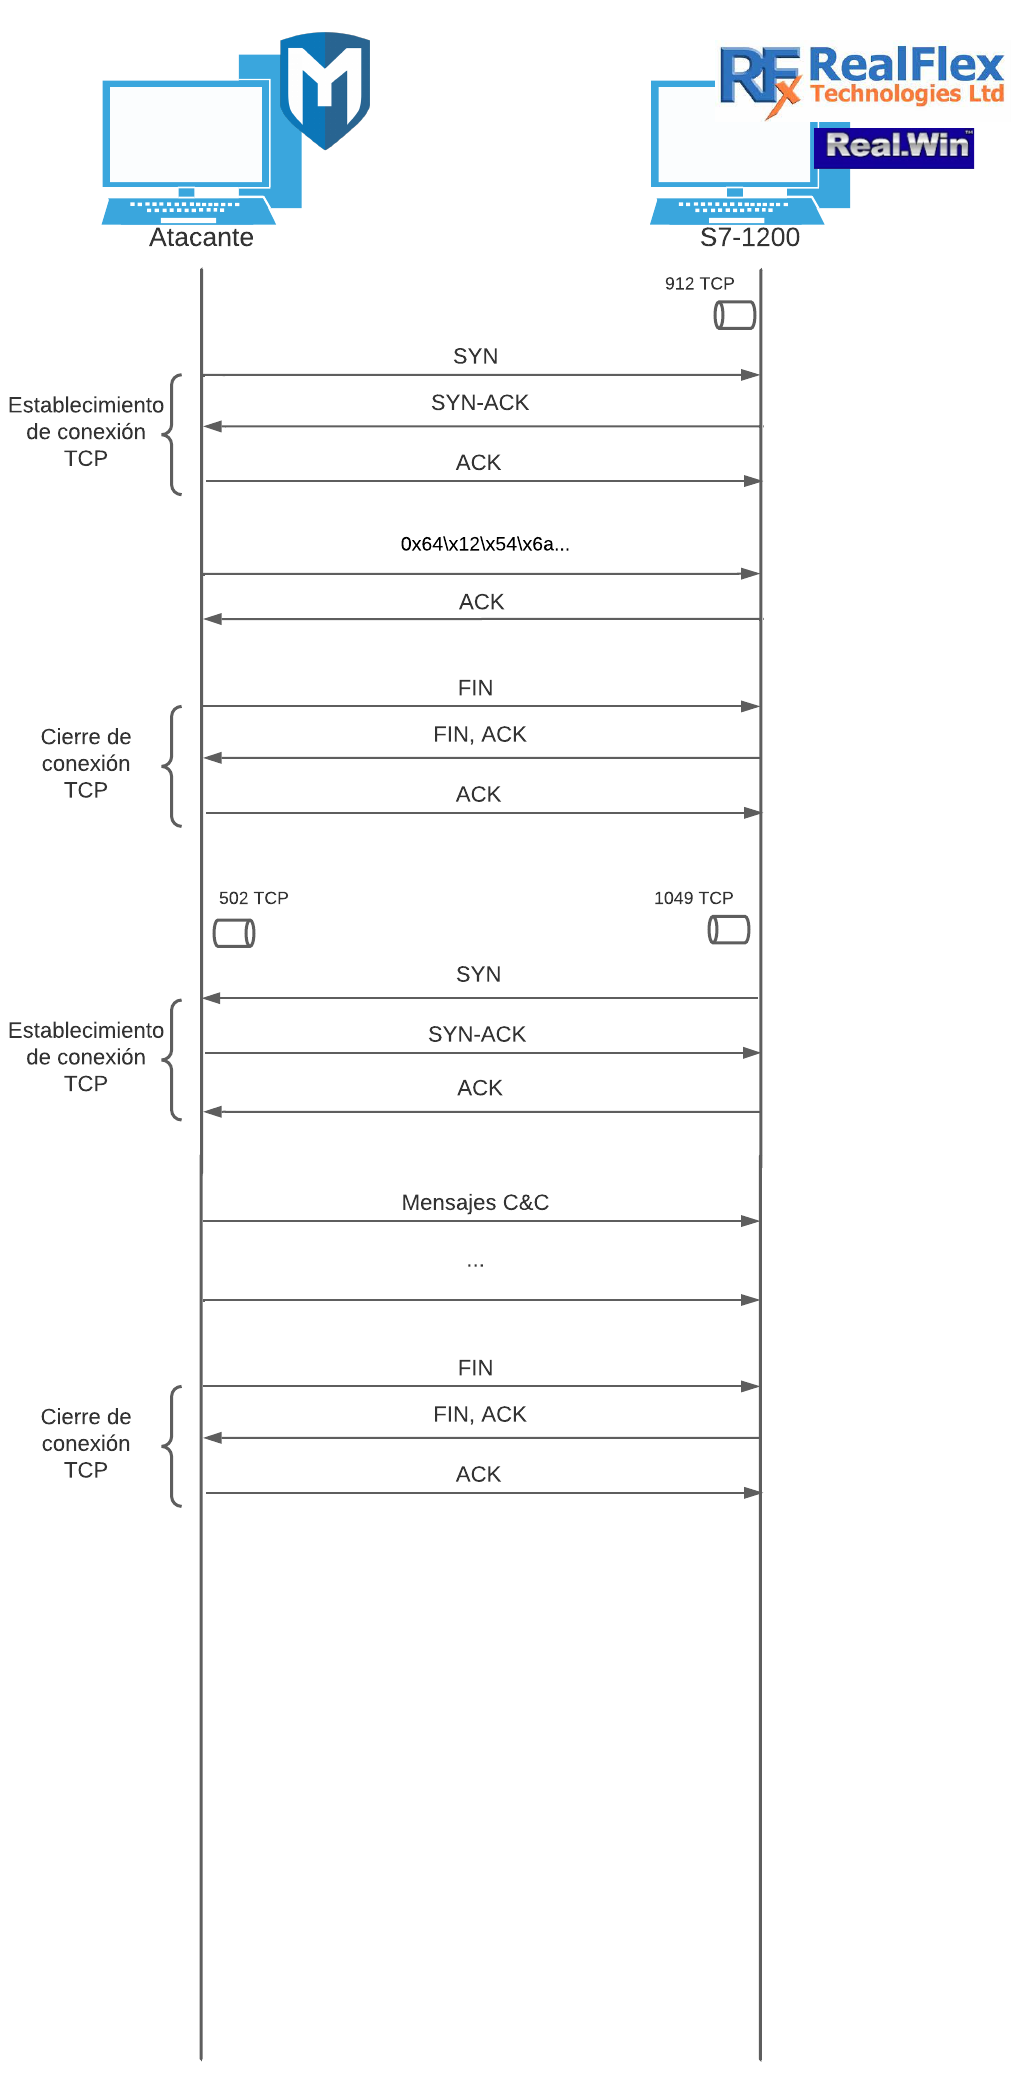 RFx RealFlex
Technologies Ltd
Real.Win™
Atacante
S7-1200
912 TCP
SYN
Establecimiento
de conexión
TCP
SYN-ACK
ACK
0x64\x12\x54\x6a...
ACK
FIN
Cierre de
conexión
TCP
FIN, ACK
ACK
502 TCP
1049 TCP
SYN
Establecimiento
de conexión
TCP
SYN-ACK
ACK
Mensajes C&C
...
FIN
Cierre de
conexión
TCP
FIN, ACK
ACK